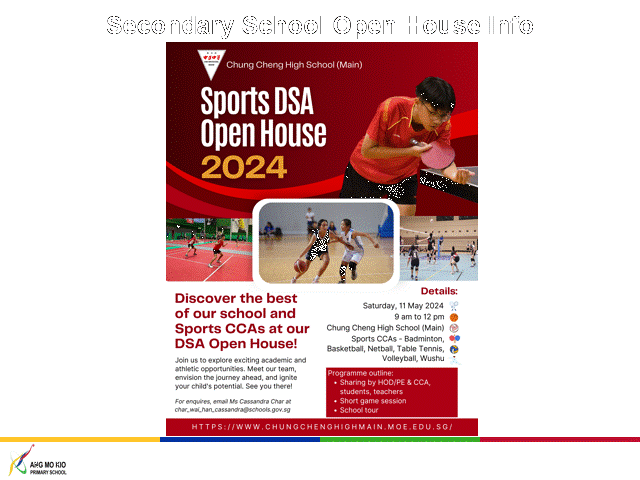 Secondary School Open House Info
Chung Cheng High School (Main)
Sports DSA
Open House
2024
Discover the best
of our school and
Sports CCAs at our
DSA Open House!
Join us to explore exciting academic and
athletic opportunities. Meet our team,
envision the journey ahead, and ignite
your child's potential. See you there!
For enquires, email Ms Cassandra Char at
char_wai_han_cassandra@schools.gov.sg
Details:
Saturday, 11 May 2024
9 am to 12 pm
Chung Cheng High School (Main)
Sports CCAs - Badminton,
Basketball, Netball, Table Tennis,
Volleyball, Wushu
Programme outline:
• Sharing by HOD/PE & CCA,
students, teachers
• Short game session
• School tour
HTTPS://WWW.CHUNGCHENGHIGHMAIN.MOE.EDU.SG/
ANG MO KIO
PRIMARY SCHOOL